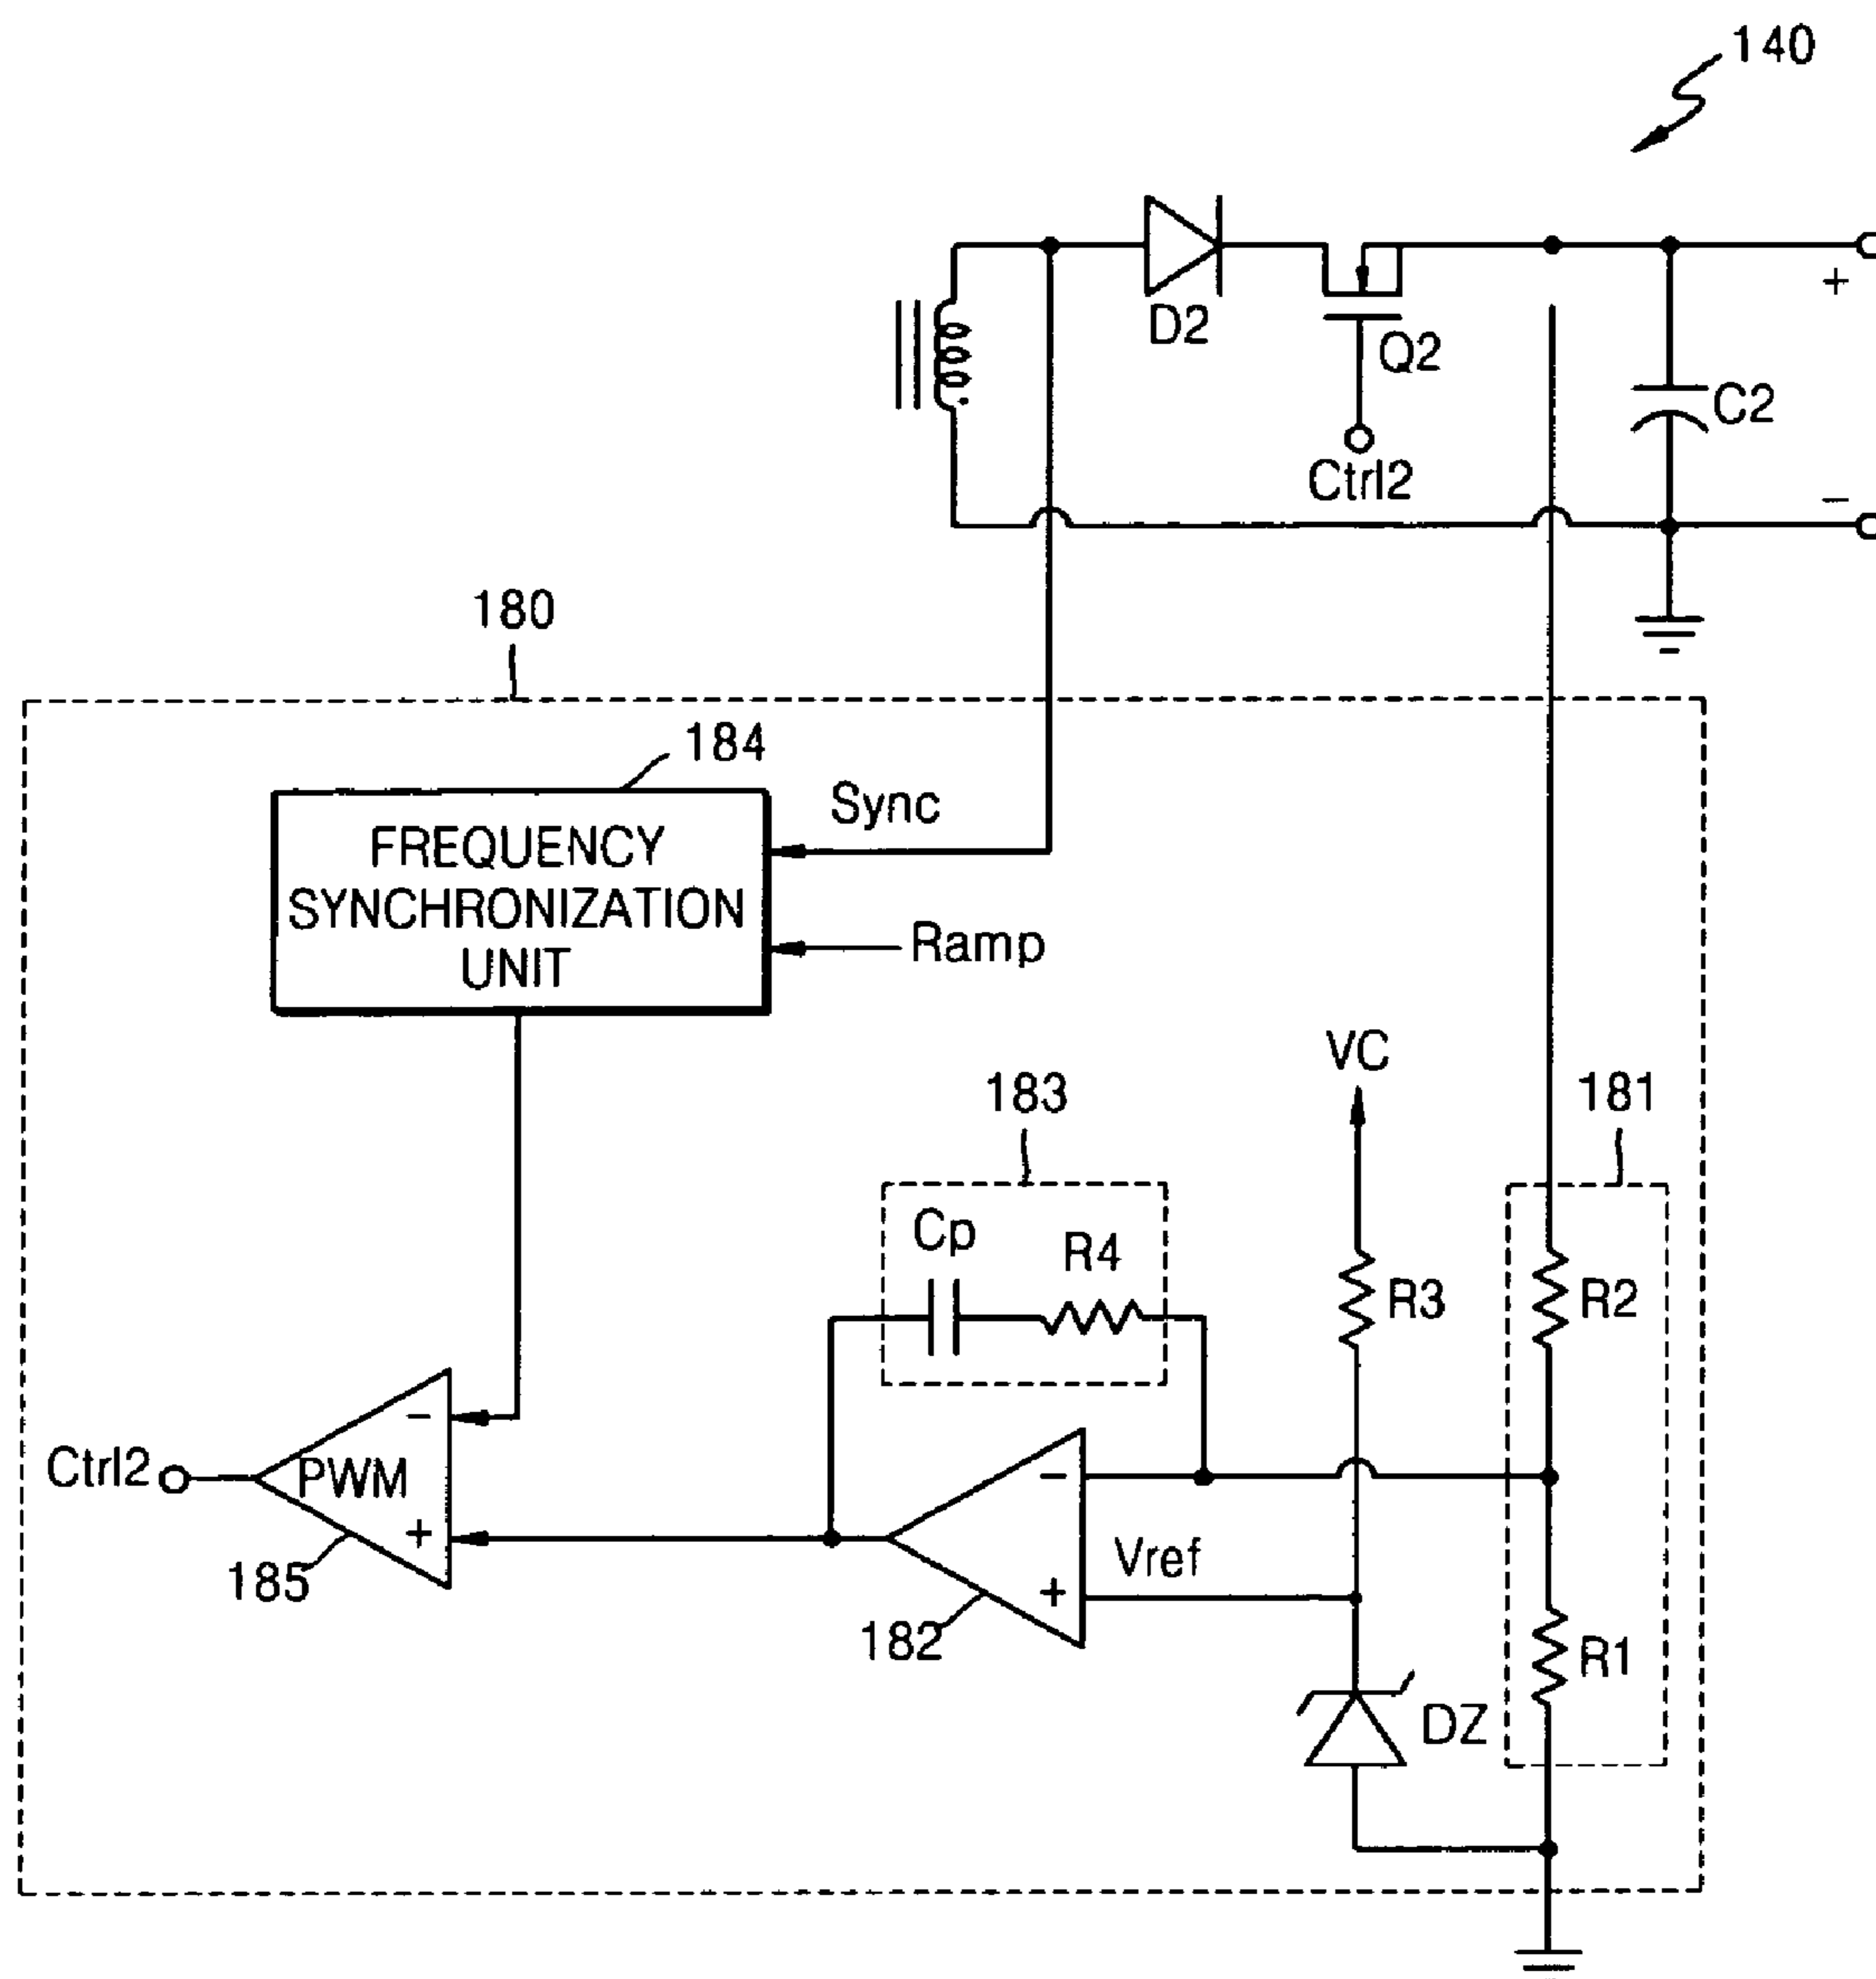 140
D2
Q2
+
C2
Ctrl2
−
180
184
Sync
FREQUENCY
SYNCHRONIZATION
UNIT
Ramp
VC
183
181
Cp
R4
R3
R2
−
Ctrl2
PWM
−
+
Vref
185
+
182
R1
DZ